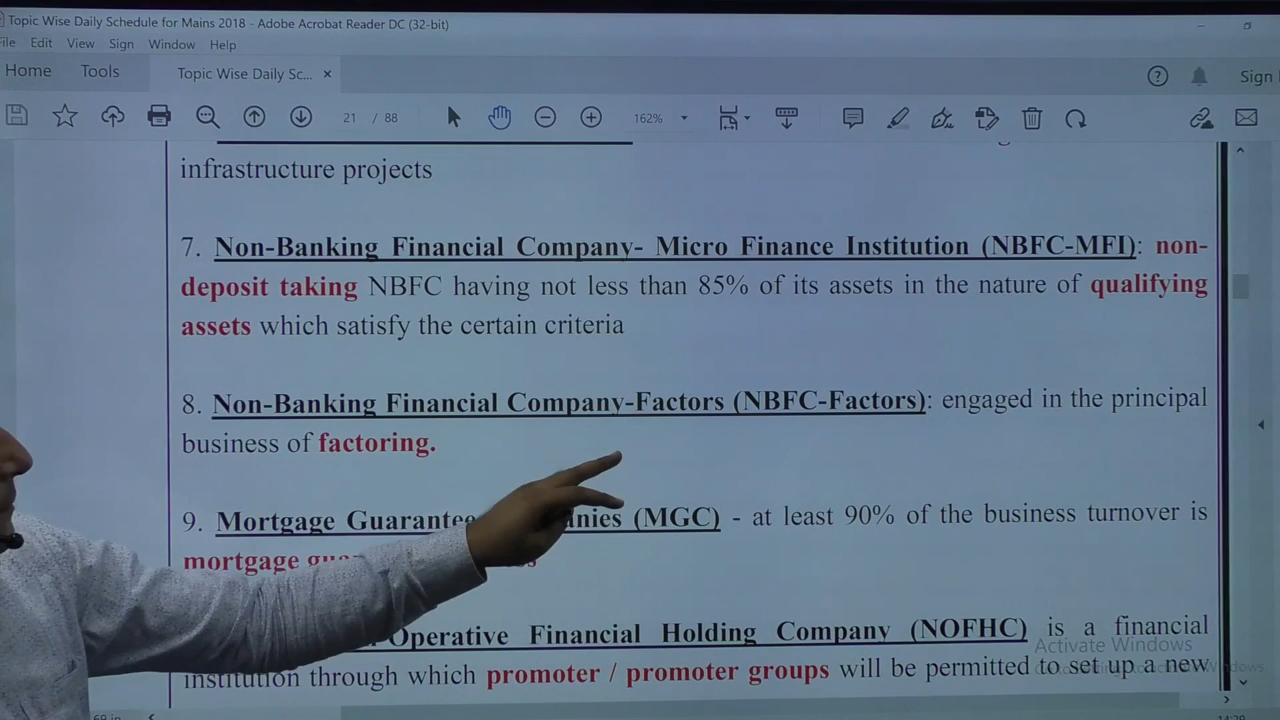 Topic Wise Daily Schedule for Mains 2018 - Adobe Acrobat Reader DC (32-bit)
File Edit View Sign Window Help
Home Tools Topic Wise Daily Sc... × Sign
21 / 88 162%
infrastructure projects
7. Non-Banking Financial Company- Micro Finance Institution (NBFC-MFI): non-
deposit taking NBFC having not less than 85% of its assets in the nature of qualifying
assets which satisfy the certain criteria
8. Non-Banking Financial Company-Factors (NBFC-Factors): engaged in the principal
business of factoring.
9. Mortgage Guarantee (MGC) - at least 90% of the business turnover is
mortgage
Operative Financial Holding Company (NOFHC) is a financial
institution through which promoter / promoter groups will be permitted to set up a new
Activate Windows